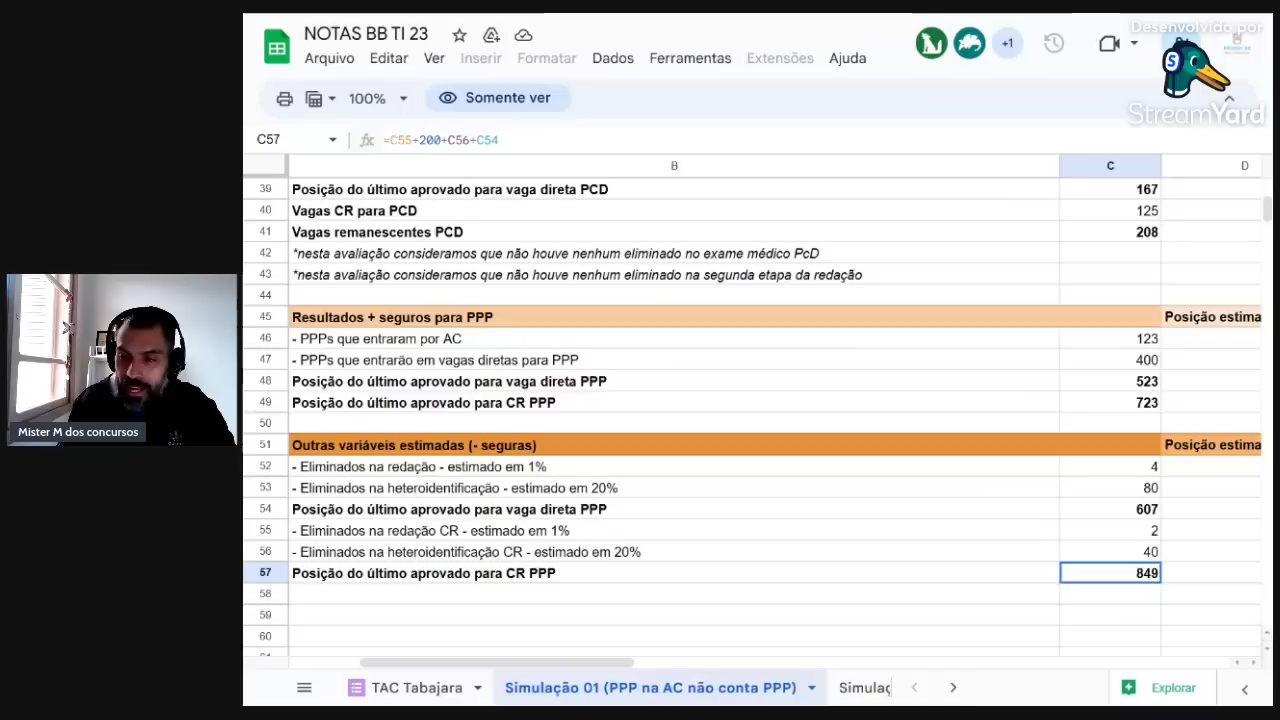 Desenvolvido por
StreamYard
NOTAS BB TI 23
Arquivo Editar Ver Inserir Formatar Dados Ferramentas Extensões Ajuda
+1
100% Somente ver
C57 fx =C55+200+C56+C54
B C D
39 Posição do último aprovado para vaga direta PCD 167
40 Vagas CR para PCD 125
41 Vagas remanescentes PCD 208
42 *nesta avaliação consideramos que não houve nenhum eliminado no exame médico PcD
43 *nesta avaliação consideramos que não houve nenhum eliminado na segunda etapa da redação
44
45 Resultados + seguros para PPP Posição estima
46 - PPPs que entraram por AC 123
47 - PPPs que entrarão em vagas diretas para PPP 400
48 Posição do último aprovado para vaga direta PPP 523
49 Posição do último aprovado para CR PPP 723
50
51 Outras variáveis estimadas (- seguras) Posição estima
52 - Eliminados na redação - estimado em 1% 4
53 - Eliminados na heteroidentificação - estimado em 20% 80
54 Posição do último aprovado para vaga direta PPP 607
55 - Eliminados na redação CR - estimado em 1% 2
56 - Eliminados na heteroidentificação CR - estimado em 20% 40
57 Posição do último aprovado para CR PPP 849
58
59
60
Mister M dos concursos
TAC Tabajara Simulação 01 (PPP na AC não conta PPP) Simulaç Explorar